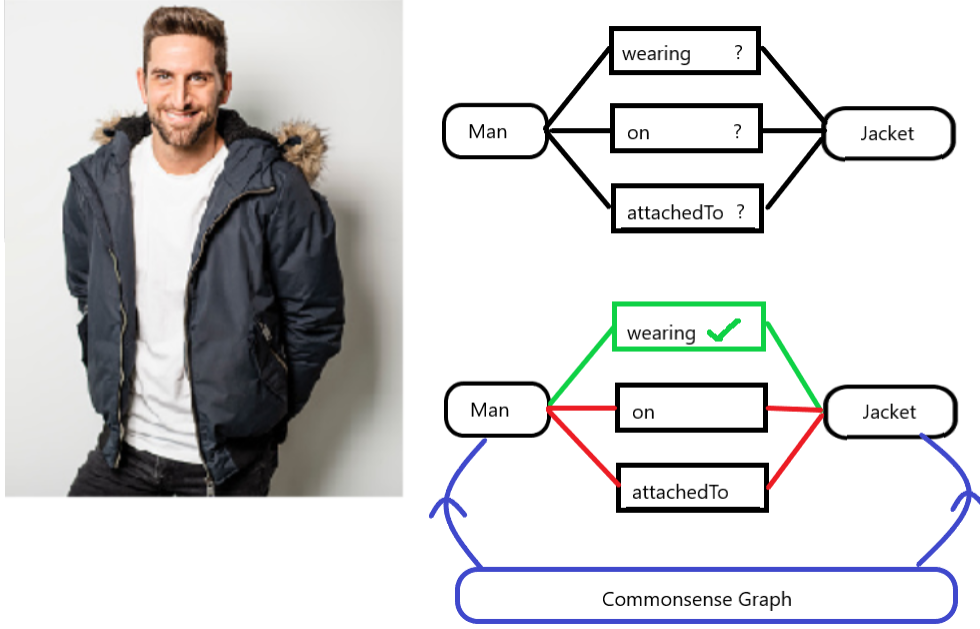 wearing ?
Man
on ?
Jacket
attachedTo ?
wearing
Man
on
Jacket
attachedTo
Commonsense Graph